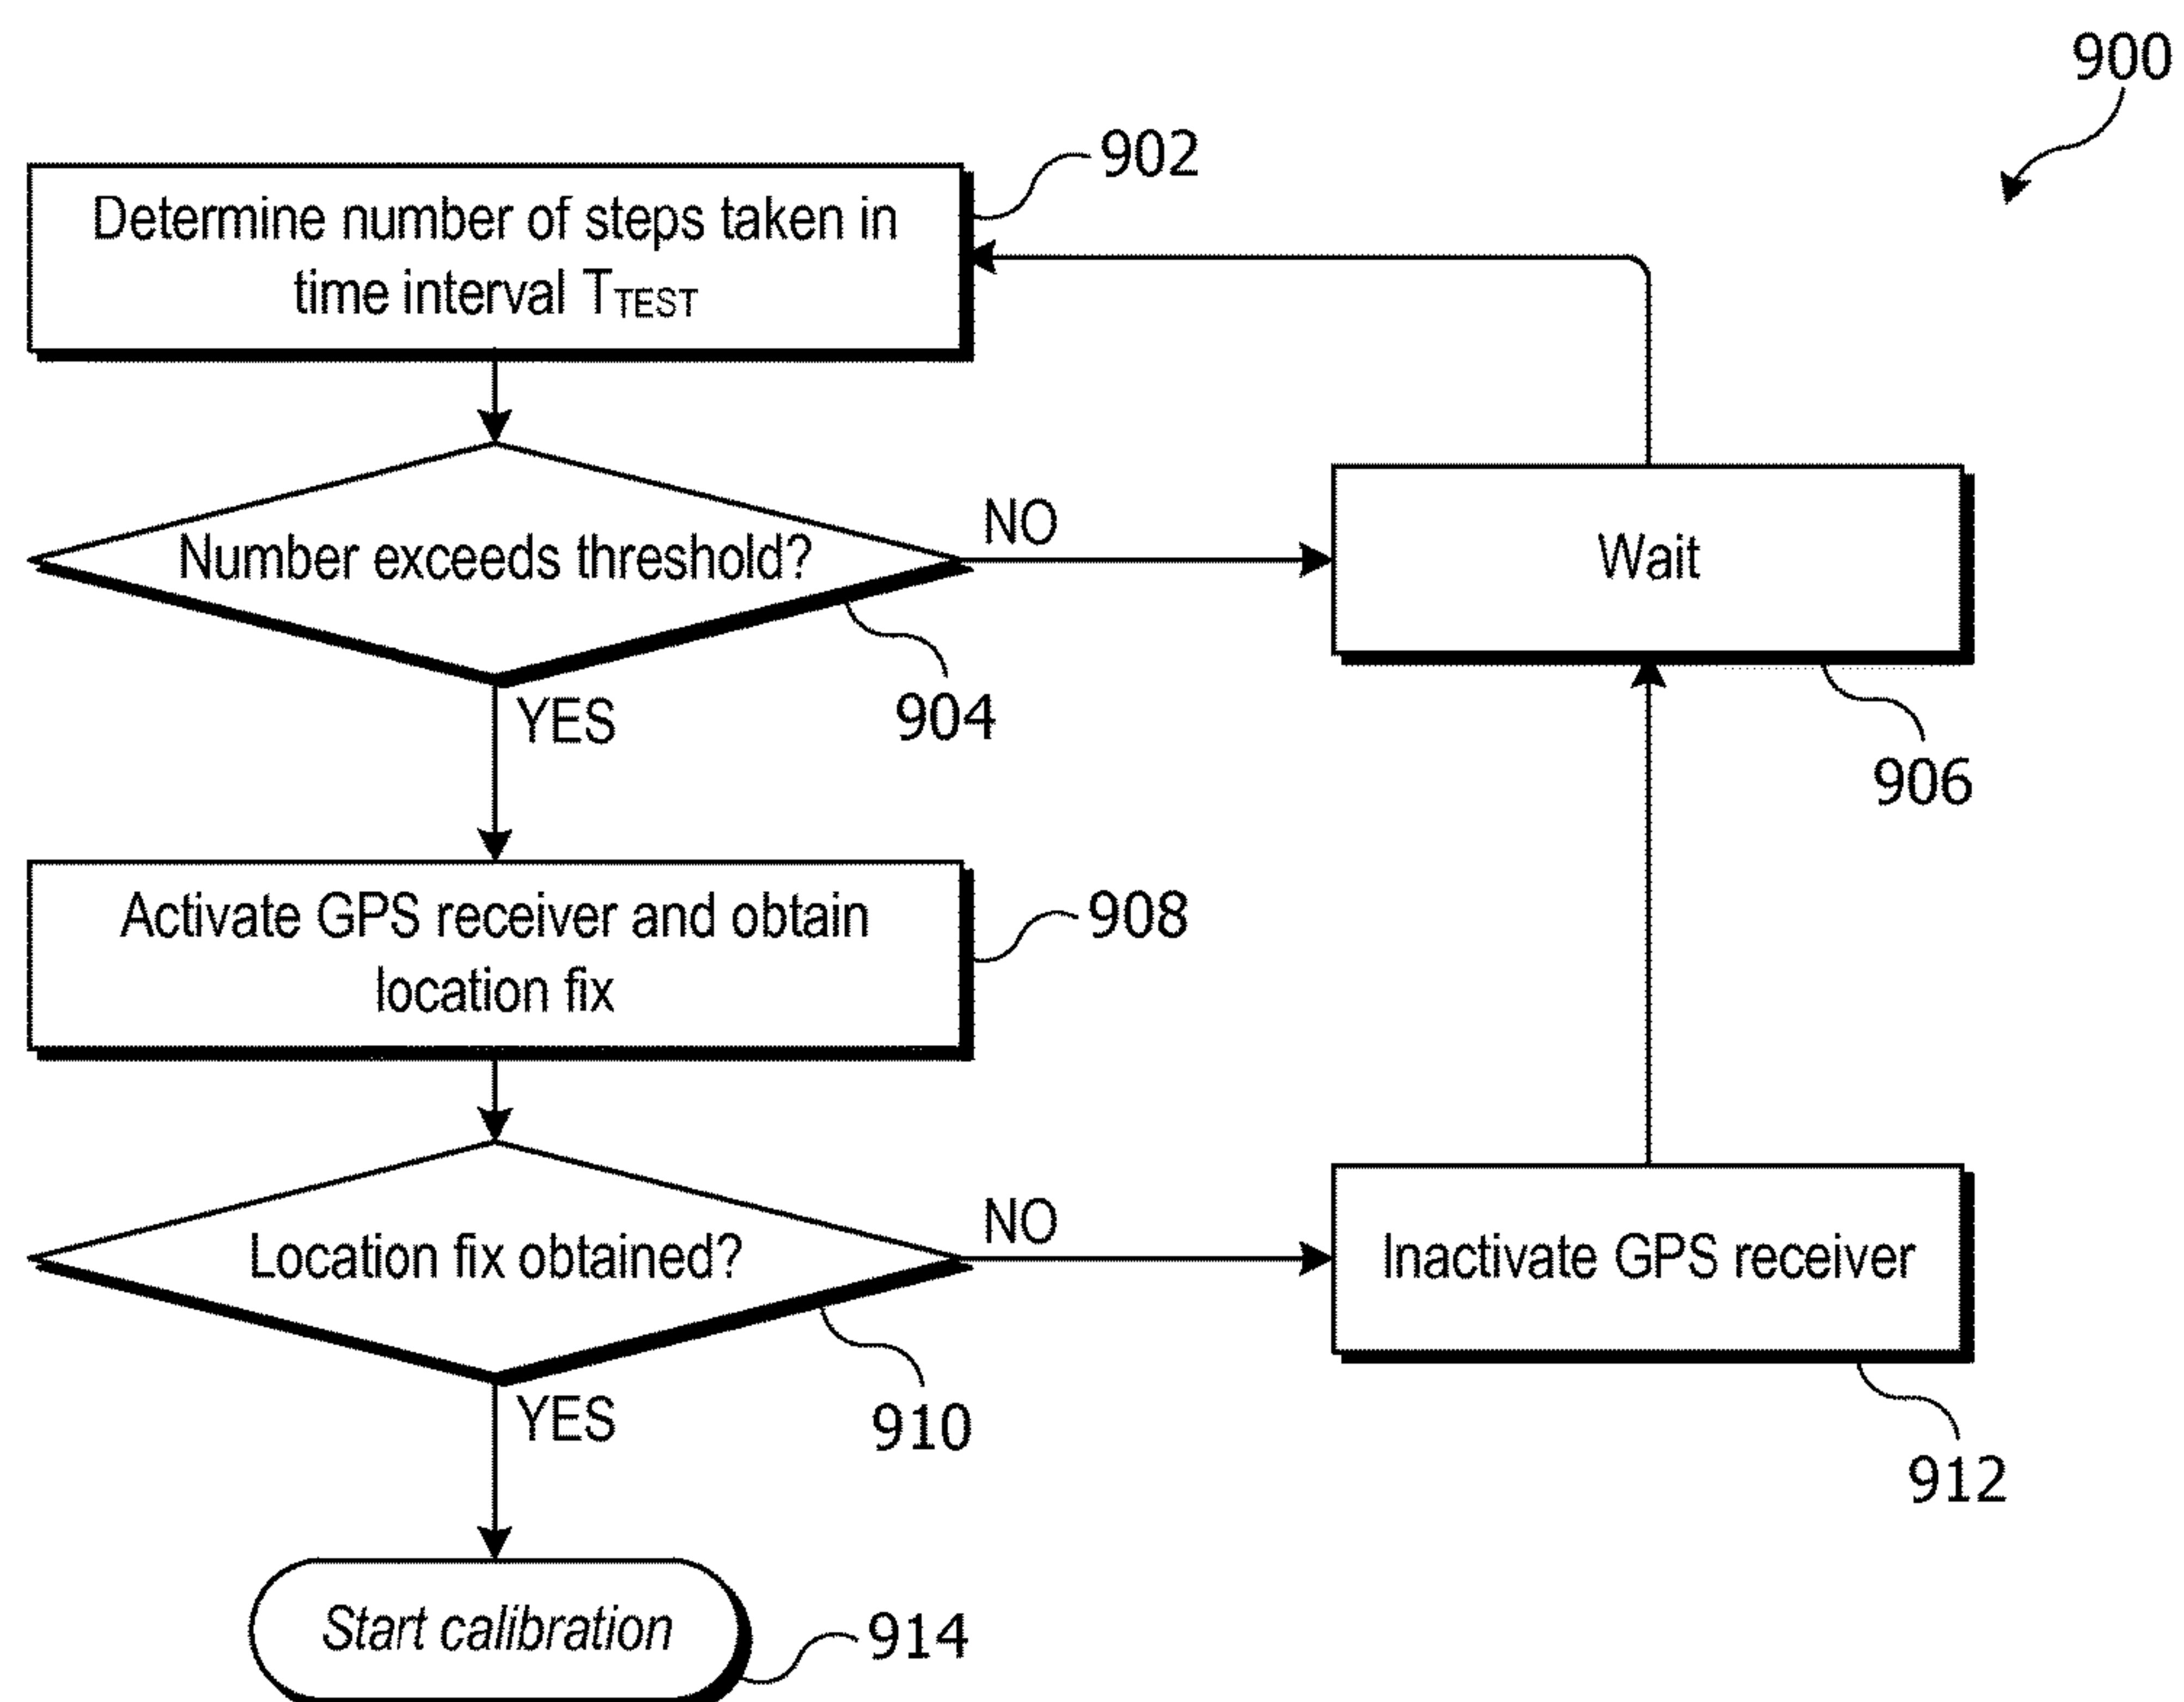 900
902
Determine number of steps taken in
time interval TTEST
Number exceeds threshold?
NO
Wait
YES
904
906
Activate GPS receiver and obtain
location fix
908
Location fix obtained?
NO
Inactivate GPS receiver
YES
910
912
Start calibration
914